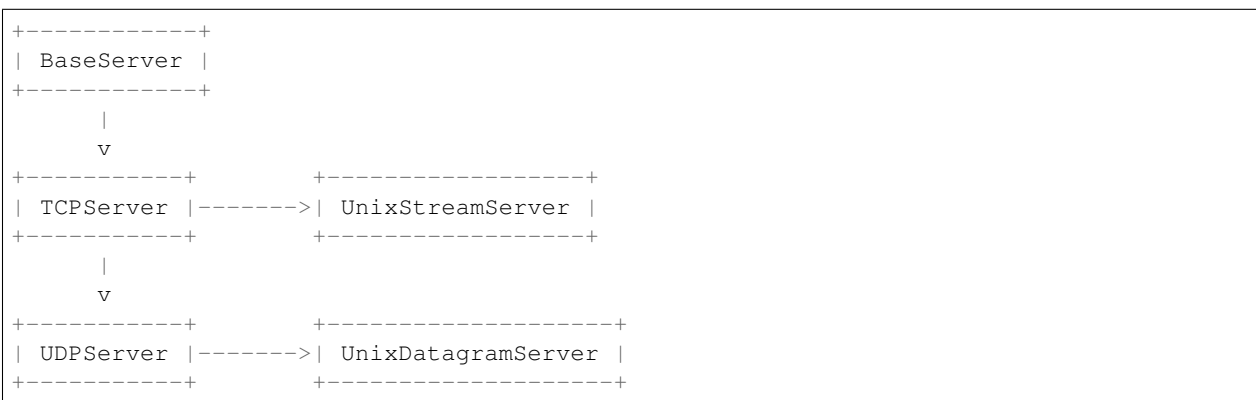 +------------+
| BaseServer |
+------------+
      |
      v
+-----------+        +------------------+
| TCPServer |------->| UnixStreamServer |
+-----------+        +------------------+
      |
      v
+-----------+        +--------------------+
| UDPServer |------->| UnixDatagramServer |
+-----------+        +--------------------+